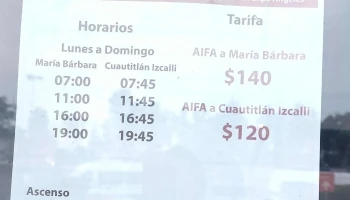 Horarios
Lunes a Domingo
María Bárbara Cuautitlán Izcalli
07:00 07:45
11:00 11:45
16:00 16:45
19:00 19:45
Ascenso
Tarifa
AIFA a María Bárbara
$140
AIFA a Cuautitlán Izcalli
$120